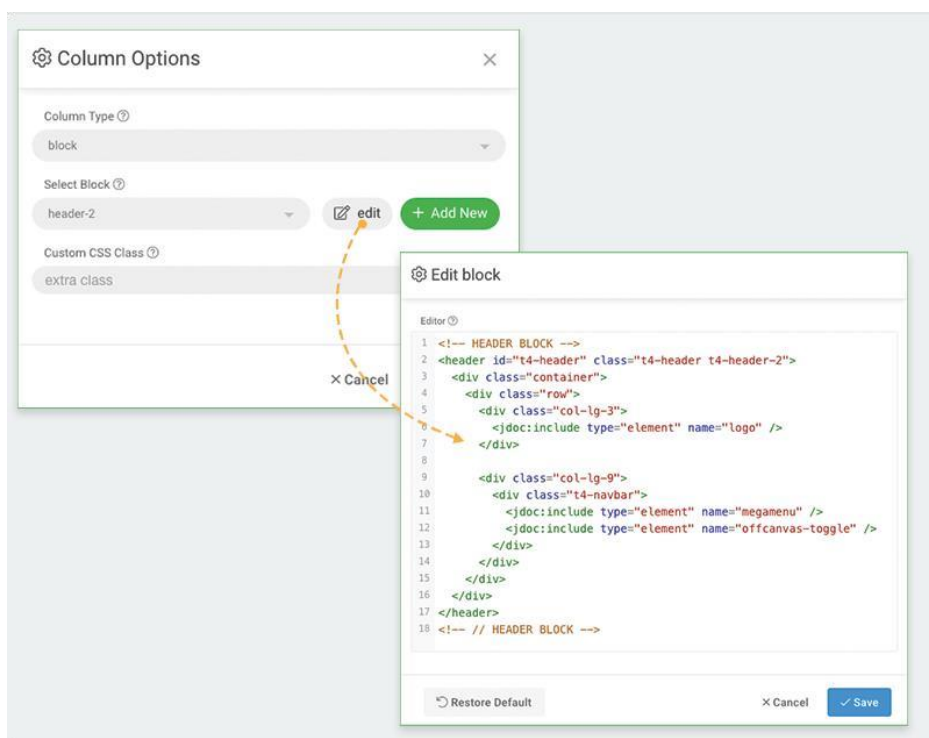 Column Options
Column Type
block
Select Block
header-2
edit
+ Add New
Custom CSS Class
extra class
× Cancel
Edit block
Editor
1 <!-- HEADER BLOCK -->
2 <header id="t4-header" class="t4-header t4-header-2">
3 <div class="container">
4 <div class="row">
5 <div class="col-lg-3">
6 <jdoc:include type="element" name="logo" />
7 </div>
8
9 <div class="col-lg-9">
10 <div class="t4-navbar">
11 <jdoc:include type="element" name="megamenu" />
12 <jdoc:include type="element" name="offcanvas-toggle" />
13 </div>
14 </div>
15 </div>
16 </div>
17 </header>
18 <!-- // HEADER BLOCK -->
Restore Default
× Cancel
Save